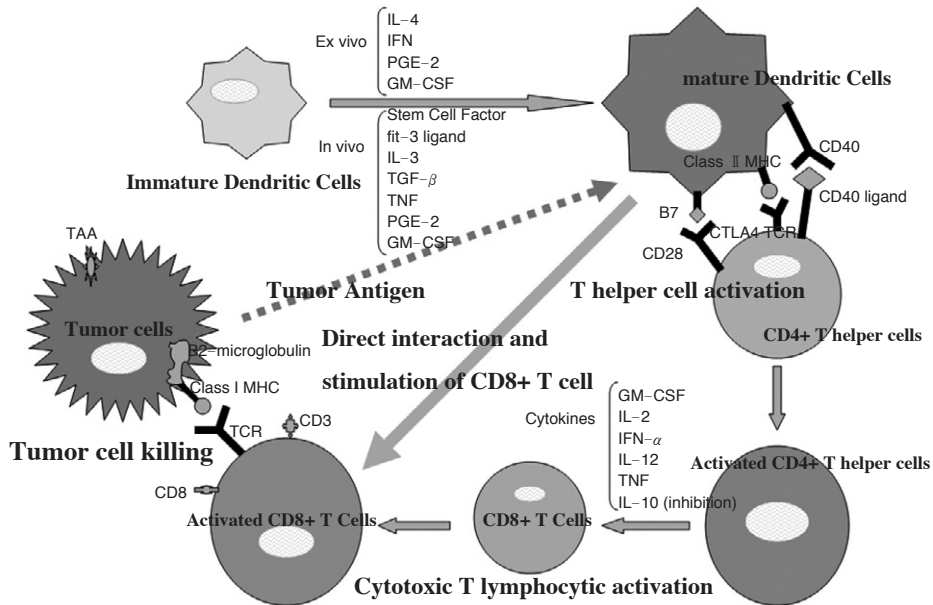 Ex vivo
IL-4
IFN
PGE-2
GM-CSF
In vivo
Stem Cell Factor
fit-3 ligand
IL-3
TGF-β
TNF
PGE-2
GM-CSF
Immature Dendritic Cells
mature Dendritic Cells
Class II MHC
CD40
CD40 ligand
B7
CTLA4 TCR
CD28
T helper cell activation
CD4+ T helper cells
TAA
Tumor cells
B2-microglobulin
Class I MHC
Tumor Antigen
Direct interaction and
stimulation of CD8+ T cell
Tumor cell killing
TCR
CD3
CD8
Activated CD8+ T Cells
Cytokines
GM-CSF
IL-2
IFN-α
IL-12
TNF
IL-10 (inhibition)
CD8+ T Cells
Activated CD4+ T helper cells
Cytotoxic T lymphocytic activation